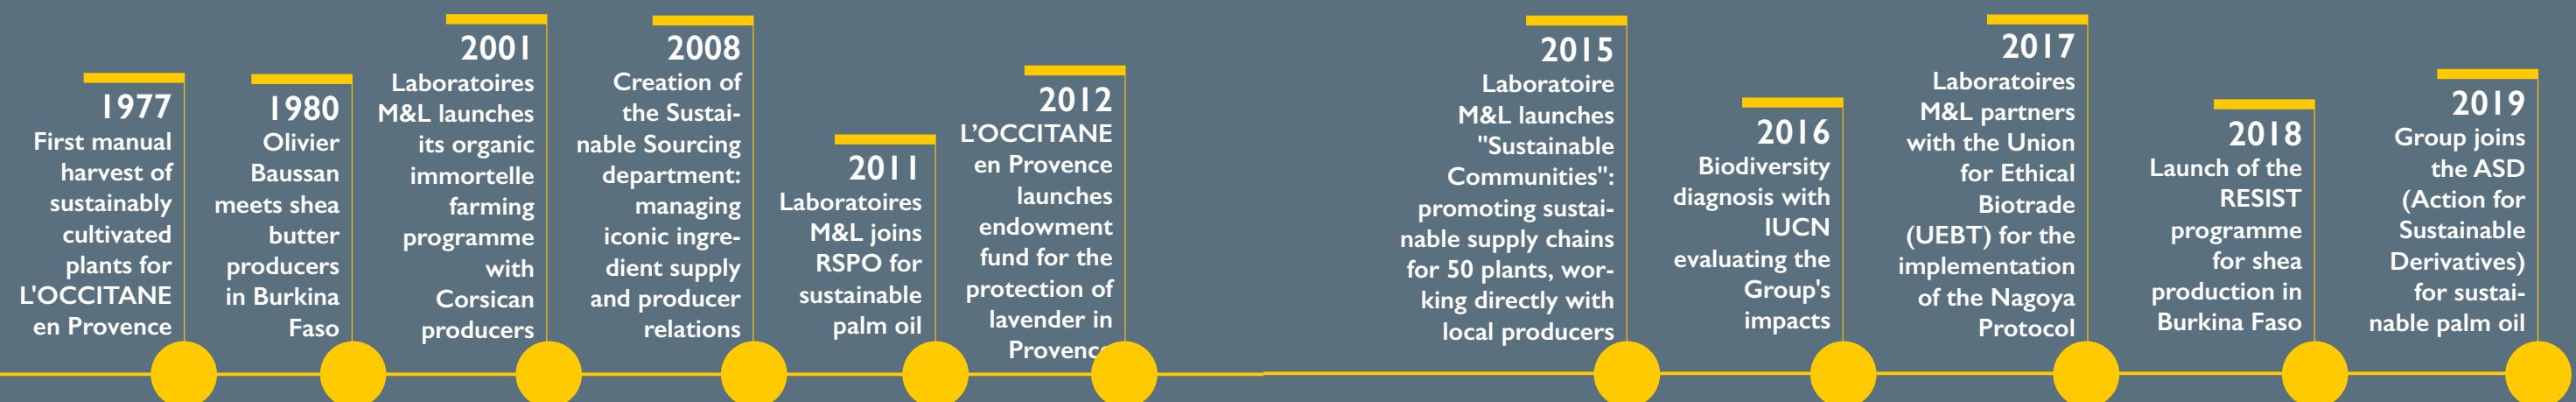 1977
First manual
harvest of
sustainably
cultivated
plants for
L'OCCITANE
en Provence
1980
Olivier
Baussan
meets shea
butter
producers
in Burkina
Faso
2001
Laboratoires
M&L launches
its organic
immortelle
farming
programme
with
Corsican
producers
2008
Creation of
the Sustai-
nable Sourcing
department:
managing
iconic ingre-
dient supply
and producer
relations
2011
Laboratoires
M&L joins
RSPO for
sustainable
palm oil
2012
L’OCCITANE
en Provence
launches
endowment
fund for the
protection of
lavender in
Provence
2015
Laboratoire
M&L launches
"Sustainable
Communities":
promoting sustai-
nable supply chains
for 50 plants, wor-
king directly with
local producers
2016
Biodiversity
diagnosis with
IUCN
evaluating the
Group's
impacts
2017
Laboratoires
M&L partners
with the Union
for Ethical
Biotrade
(UEBT) for the
implementation
of the Nagoya
Protocol
2018
Launch of the
RESIST
programme
for shea
production in
Burkina Faso
2019
Group joins
the ASD
(Action for
Sustainable
Derivatives)
for sustai-
nable palm oil